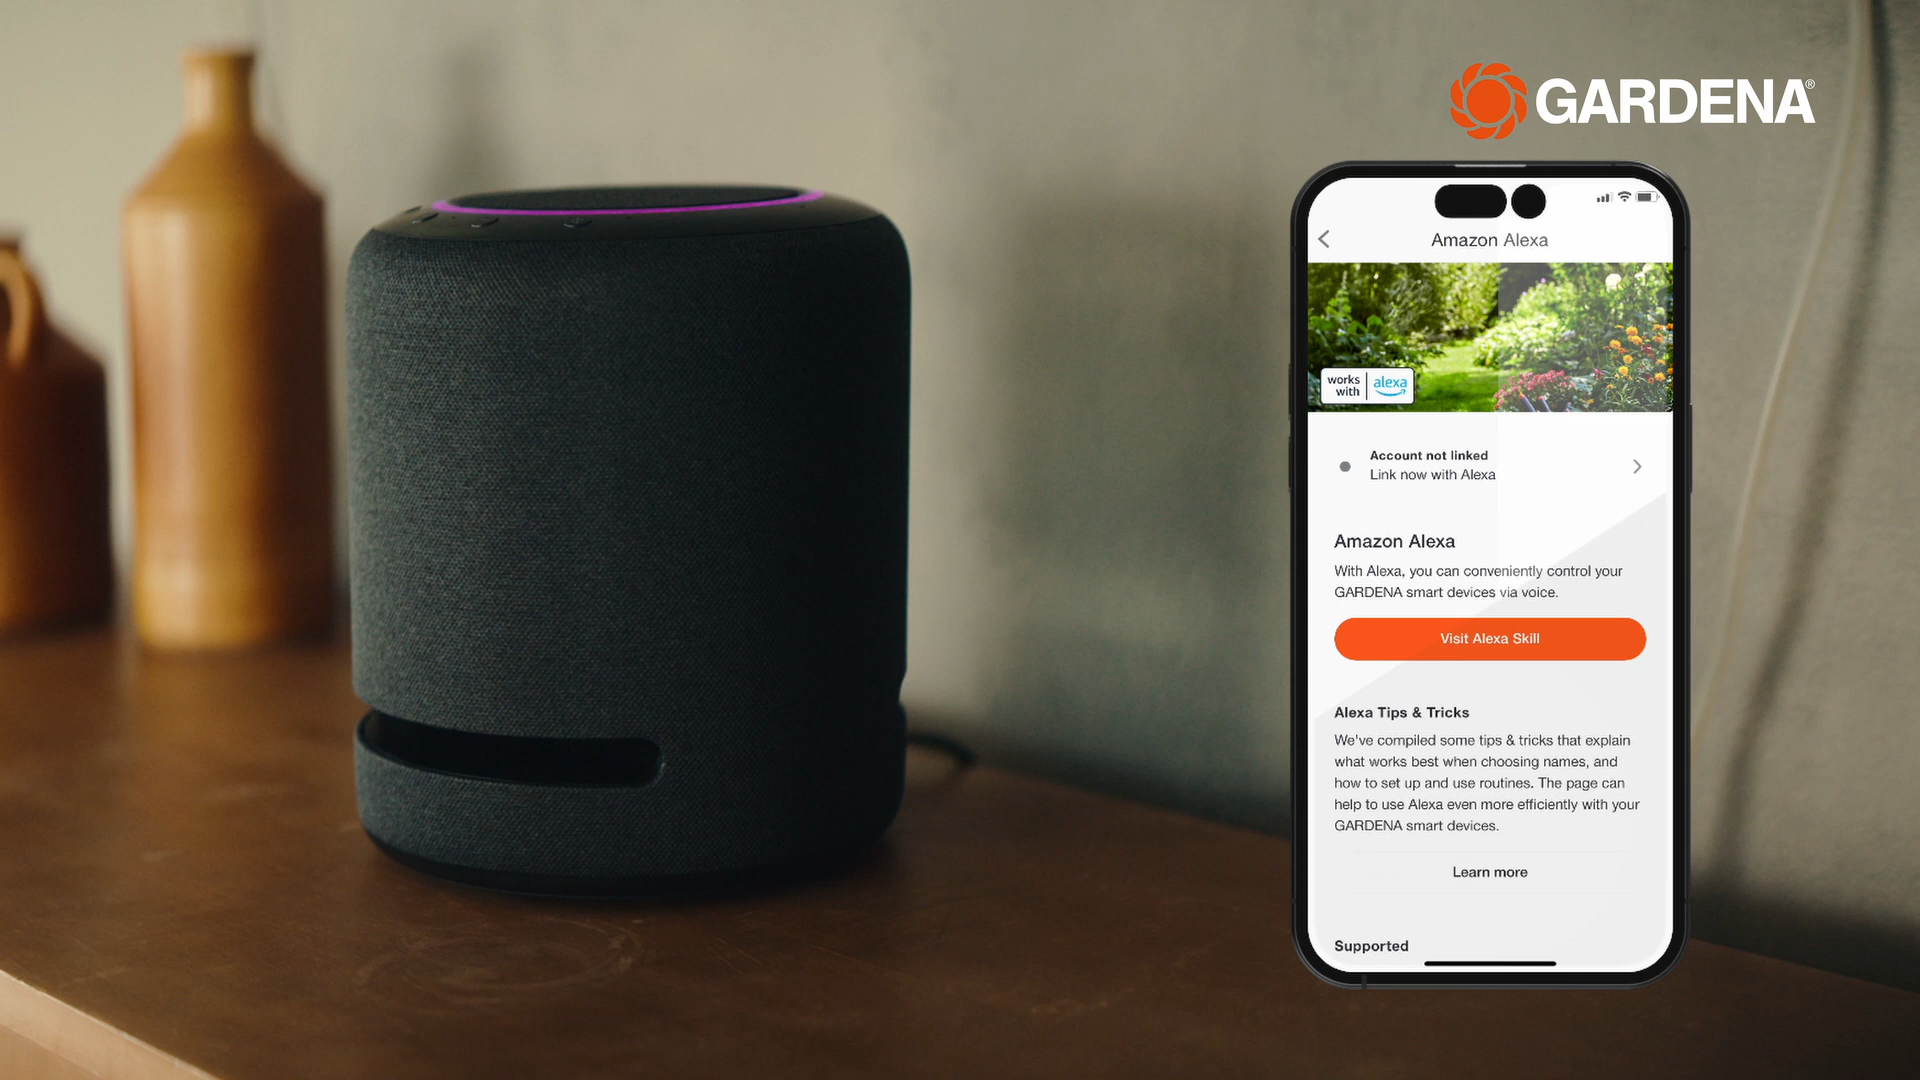 GARDENA®
Amazon Alexa
works
with
alexa
Account not linked
Link now with Alexa
Amazon Alexa
With Alexa, you can conveniently control your
GARDENA smart devices via voice.
Visit Alexa Skill
Alexa Tips & Tricks
We've compiled some tips & tricks that explain
what works best when choosing names, and
how to set up and use routines. The page can
help to use Alexa even more efficiently with your
GARDENA smart devices.
Learn more
Supported